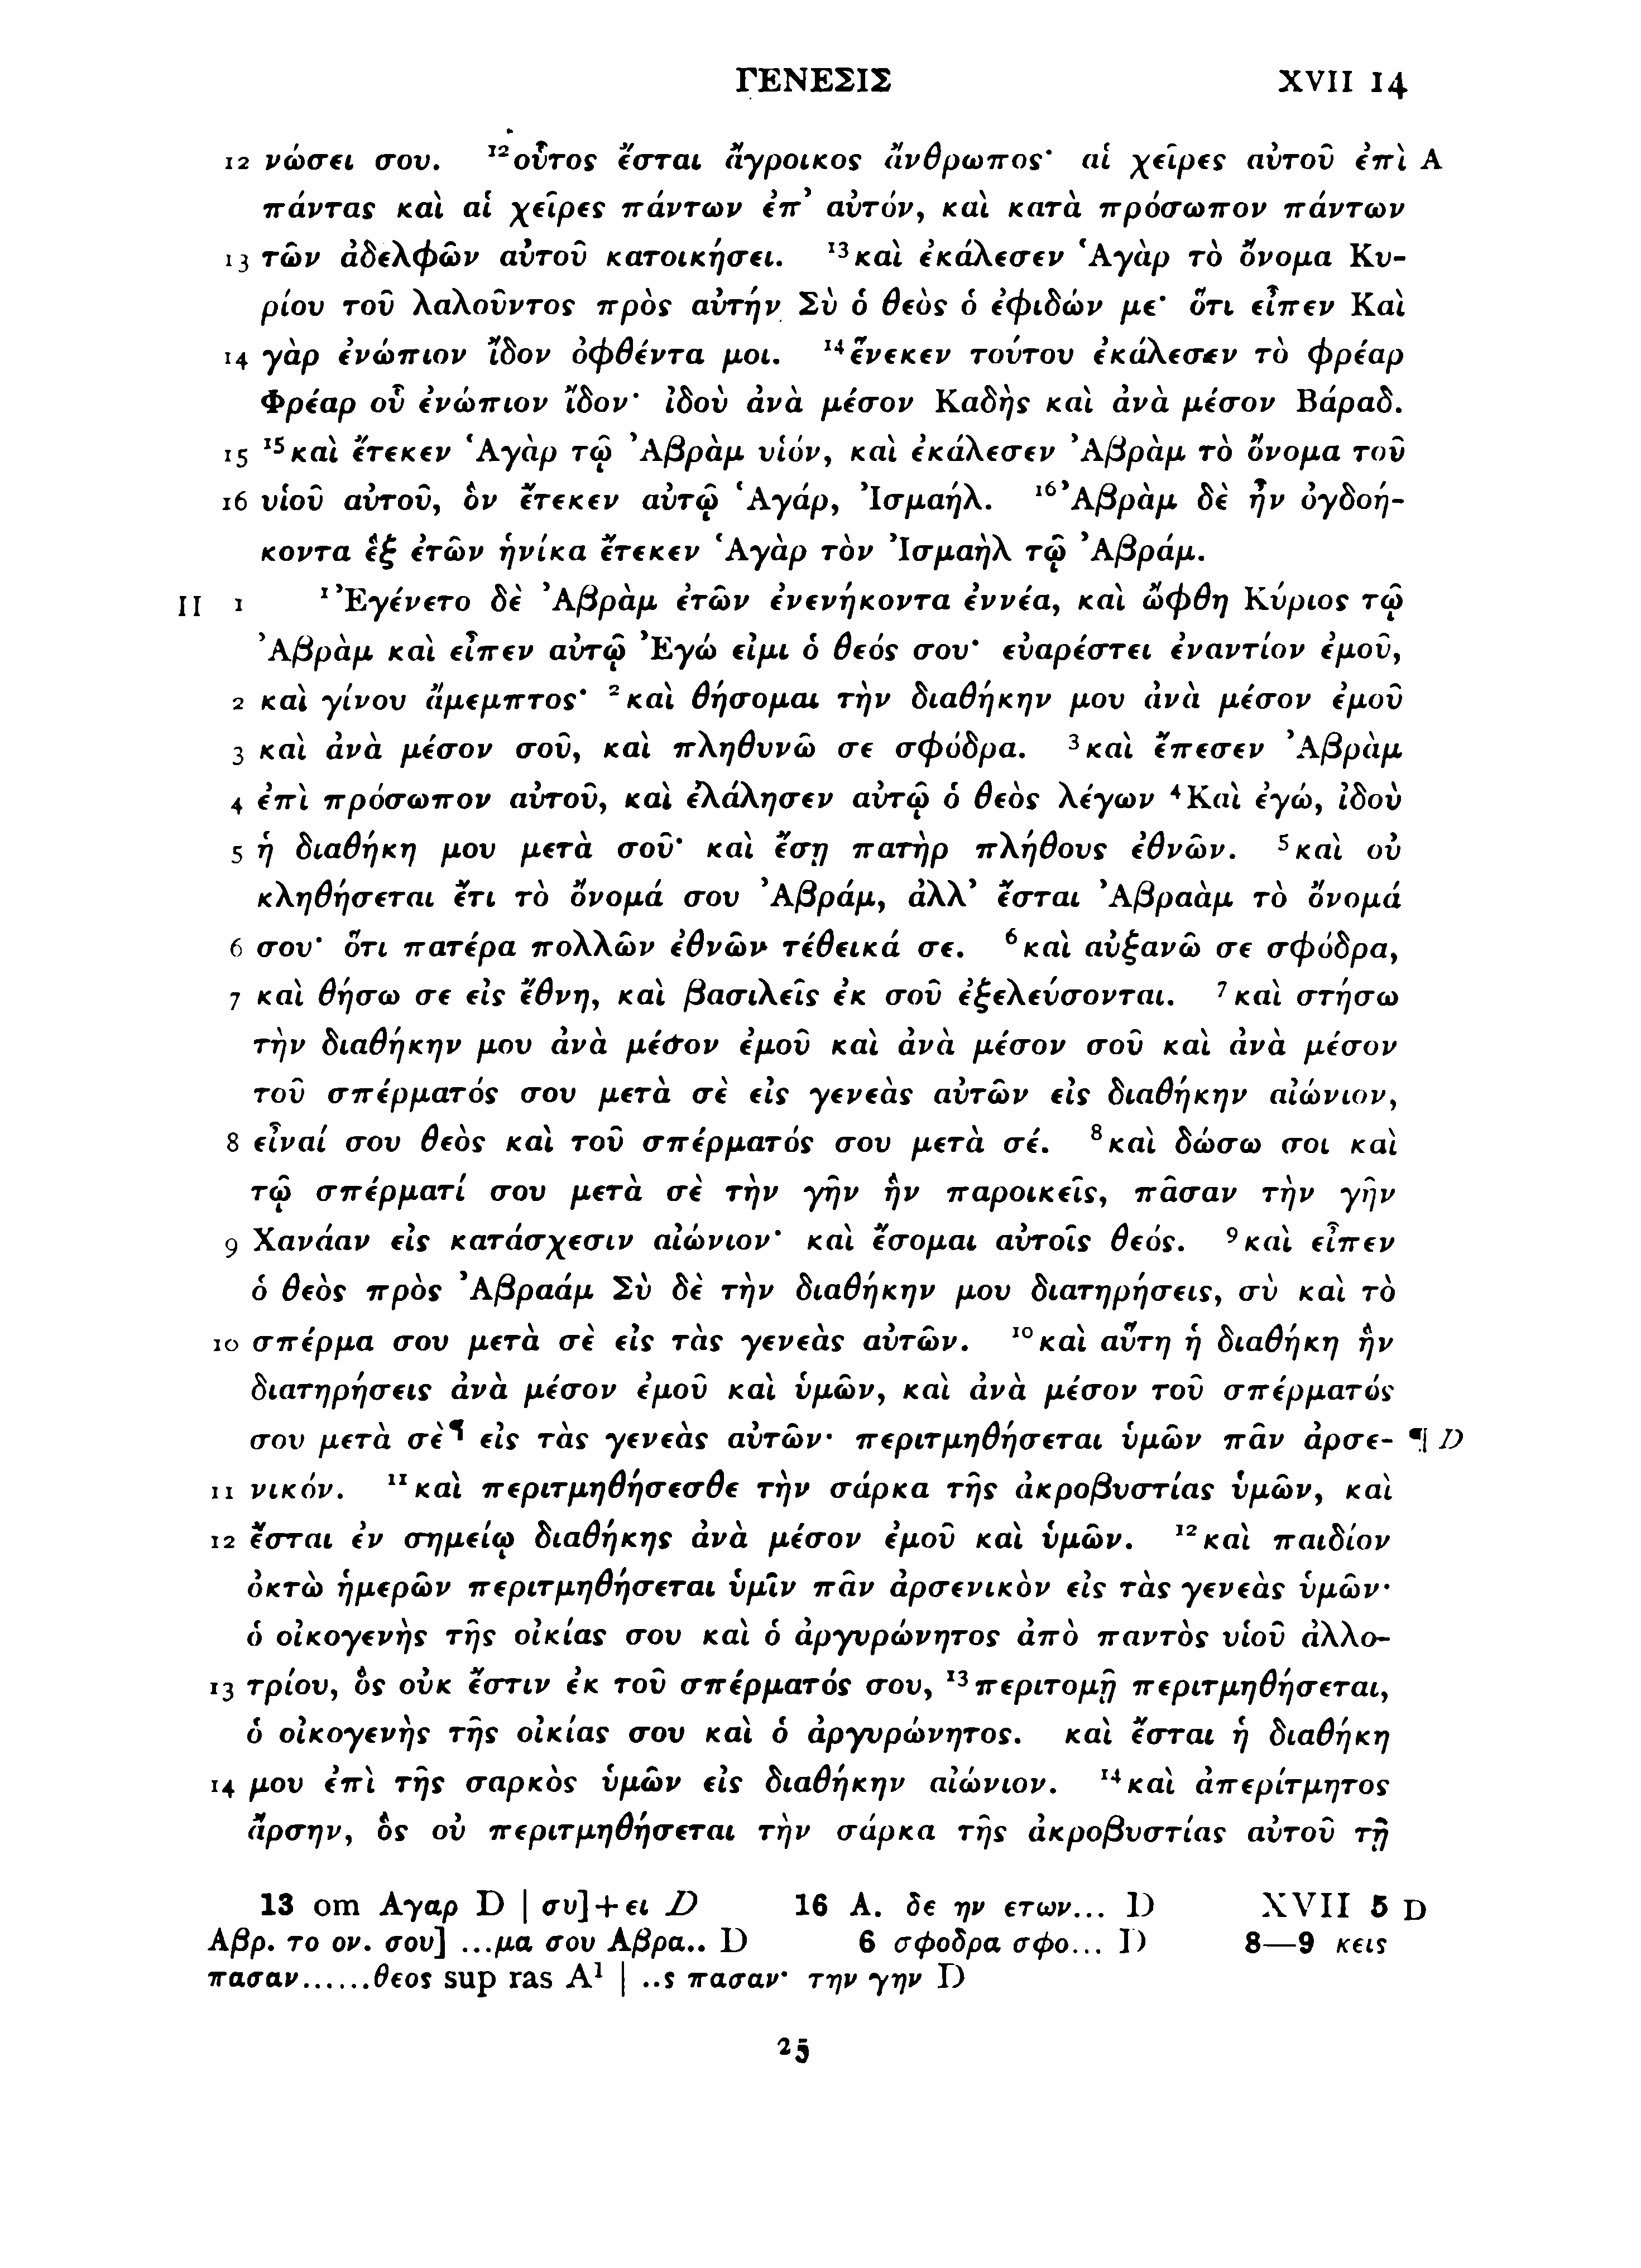 ΓΕΝΕΣΙΣ XVII 14
12 νώσει σου. ¹²οὗτος ἔσται ἄγροικος ἄνθρωπος· αἱ χεῖρες αὐτοῦ ἐπὶ A
πάντας καὶ αἱ χεῖρες πάντων ἐπ’ αὐτόν, καὶ κατὰ πρόσωπον πάντων
13 τῶν ἀδελφῶν αὐτοῦ κατοικήσει. ¹³καὶ ἐκάλεσεν Ἁγὰρ τὸ ὄνομα Κυ-
ρίου τοῦ λαλοῦντος πρὸς αὐτήν Σὺ ὁ θεὸς ὁ ἐφιδών με· ὅτι εἶπεν Καὶ
14 γὰρ ἐνώπιον ἴδον ὀφθέντα μοι. ¹⁴ἕνεκεν τούτου ἐκάλεσεν τὸ φρέαρ
Φρέαρ οὗ ἐνώπιον ἴδον· ἰδοὺ ἀνὰ μέσον Καδὴς καὶ ἀνὰ μέσον Βάραδ.
15 ¹⁵καὶ ἔτεκεν Ἁγὰρ τῷ Ἀβρὰμ υἱόν, καὶ ἐκάλεσεν Ἀβρὰμ τὸ ὄνομα τοῦ
16 υἱοῦ αὐτοῦ, ὃν ἔτεκεν αὐτῷ Ἁγάρ, Ἰσμαήλ. ¹⁶Ἀβρὰμ δὲ ἦν ὀγδοή-
κοντα ἓξ ἐτῶν ἡνίκα ἔτεκεν Ἁγὰρ τὸν Ἰσμαὴλ τῷ Ἀβράμ.
II 1 ¹Ἐγένετο δὲ Ἀβρὰμ ἐτῶν ἐνενήκοντα ἐννέα, καὶ ὤφθη Κύριος τῷ
Ἀβρὰμ καὶ εἶπεν αὐτῷ Ἐγώ εἰμι ὁ θεός σου· εὐαρέστει ἐναντίον ἐμοῦ,
2 καὶ γίνου ἄμεμπτος· ²καὶ θήσομαι τὴν διαθήκην μου ἀνὰ μέσον ἐμοῦ
3 καὶ ἀνὰ μέσον σοῦ, καὶ πληθυνῶ σε σφόδρα. ³καὶ ἔπεσεν Ἀβρὰμ
4 ἐπὶ πρόσωπον αὐτοῦ, καὶ ἐλάλησεν αὐτῷ ὁ θεὸς λέγων ⁴Καὶ ἐγώ, ἰδοὺ
5 ἡ διαθήκη μου μετὰ σοῦ· καὶ ἔσῃ πατὴρ πλήθους ἐθνῶν. ⁵καὶ οὐ
κληθήσεται ἔτι τὸ ὄνομά σου Ἀβράμ, ἀλλ’ ἔσται Ἀβραὰμ τὸ ὄνομά
6 σου· ὅτι πατέρα πολλῶν ἐθνῶν τέθεικά σε. ⁶καὶ αὐξανῶ σε σφόδρα,
7 καὶ θήσω σε εἰς ἔθνη, καὶ βασιλεῖς ἐκ σοῦ ἐξελεύσονται. ⁷καὶ στήσω
τὴν διαθήκην μου ἀνὰ μέσον ἐμοῦ καὶ ἀνὰ μέσον σοῦ καὶ ἀνὰ μέσον
τοῦ σπέρματός σου μετὰ σὲ εἰς γενεὰς αὐτῶν εἰς διαθήκην αἰώνιον,
8 εἶναί σου θεὸς καὶ τοῦ σπέρματός σου μετὰ σέ. ⁸καὶ δώσω σοι καὶ
τῷ σπέρματί σου μετὰ σὲ τὴν γῆν ἣν παροικεῖς, πᾶσαν τὴν γῆν
9 Χανάαν εἰς κατάσχεσιν αἰώνιον· καὶ ἔσομαι αὐτοῖς θεός. ⁹καὶ εἶπεν
ὁ θεὸς πρὸς Ἀβραάμ Σὺ δὲ τὴν διαθήκην μου διατηρήσεις, σὺ καὶ τὸ
10 σπέρμα σου μετὰ σὲ εἰς τὰς γενεὰς αὐτῶν. ¹⁰καὶ αὕτη ἡ διαθήκη ἣν
διατηρήσεις ἀνὰ μέσον ἐμοῦ καὶ ὑμῶν, καὶ ἀνὰ μέσον τοῦ σπέρματός
σου μετὰ σὲ¶ εἰς τὰς γενεὰς αὐτῶν· περιτμηθήσεται ὑμῶν πᾶν ἀρσε- ¶ D
11 νικόν. ¹¹καὶ περιτμηθήσεσθε τὴν σάρκα τῆς ἀκροβυστίας ὑμῶν, καὶ
12 ἔσται ἐν σημείῳ διαθήκης ἀνὰ μέσον ἐμοῦ καὶ ὑμῶν. ¹²καὶ παιδίον
ὀκτὼ ἡμερῶν περιτμηθήσεται ὑμῖν πᾶν ἀρσενικὸν εἰς τὰς γενεὰς ὑμῶν·
ὁ οἰκογενὴς τῆς οἰκίας σου καὶ ὁ ἀργυρώνητος ἀπὸ παντὸς υἱοῦ ἀλλο-
13 τρίου, ὃς οὐκ ἔστιν ἐκ τοῦ σπέρματός σου, ¹³περιτομῇ περιτμηθήσεται,
ὁ οἰκογενὴς τῆς οἰκίας σου καὶ ὁ ἀργυρώνητος. καὶ ἔσται ἡ διαθήκη
14 μου ἐπὶ τῆς σαρκὸς ὑμῶν εἰς διαθήκην αἰώνιον. ¹⁴καὶ ἀπερίτμητος
ἄρσην, ὃς οὐ περιτμηθήσεται τὴν σάρκα τῆς ἀκροβυστίας αὐτοῦ τῇ
13 om Αγαρ D | συ]+ει D 16 Α. δε ην ετων... D XVII 5 D
Αβρ. το ον. σου] ...μα σου Αβρα.. D 6 σφοδρα σφο... D 8—9 κεις
πασαν......θεος sup ras A¹ | ..ς πασαν· την γην D
25